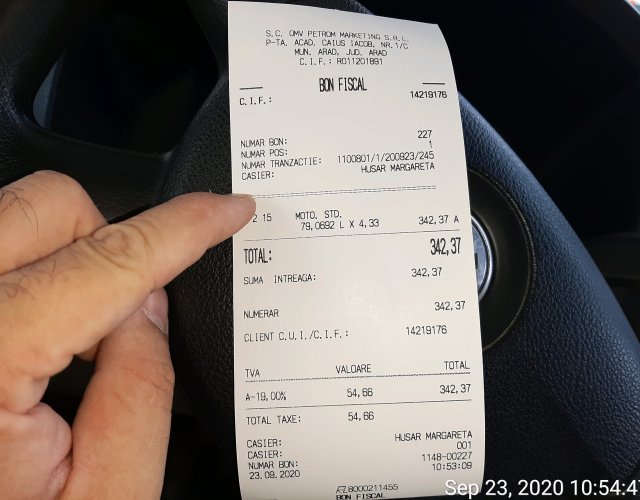 S.C. OMV PETROM MARKETING S.R.L.
P-TA. ACAD. CAIUS IACOB, NR.1/C
MUN. ARAD, JUD. ARAD
C.I.F.: RO11201891
BON FISCAL
C.I.F.: 14219176
NUMAR BON: 227
NUMAR POS: 1
NUMAR TRANZACTIE: 1100801/1/200923/245
CASIER: HUSAR MARGARETA
2 15 MOTO. STD.
79,0692 L X 4,33 342,37 A
TOTAL: 342,37
SUMA INTREAGA: 342,37
NUMERAR 342,37
CLIENT C.U.I./C.I.F.: 14219176
TVA VALOARE TOTAL
A-19,00% 54,66 342,37
TOTAL TAXE: 54,66
CASIER: HUSAR MARGARETA
CASIER: 001
NUMAR BON: 1148-00227
23.09.2020 10:53:09
8000211455
BON FISCAL
Sep 23, 2020 10:54:4